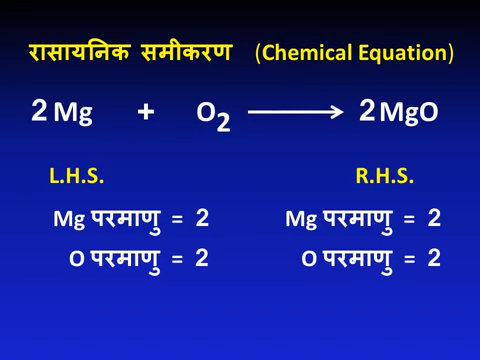 रासायनिक समीकरण (Chemical Equation)
2 Mg + O2 ⟶ 2 MgO
L.H.S. R.H.S.
Mg परमाणु = 2 Mg परमाणु = 2
O परमाणु = 2 O परमाणु = 2